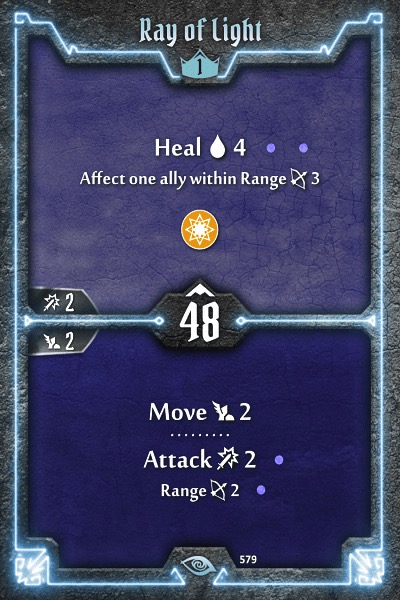 Ray of Light
1
Heal 4
Affect one ally within Range 3
2
48
2
Move 2
Attack 2
Range 2
579